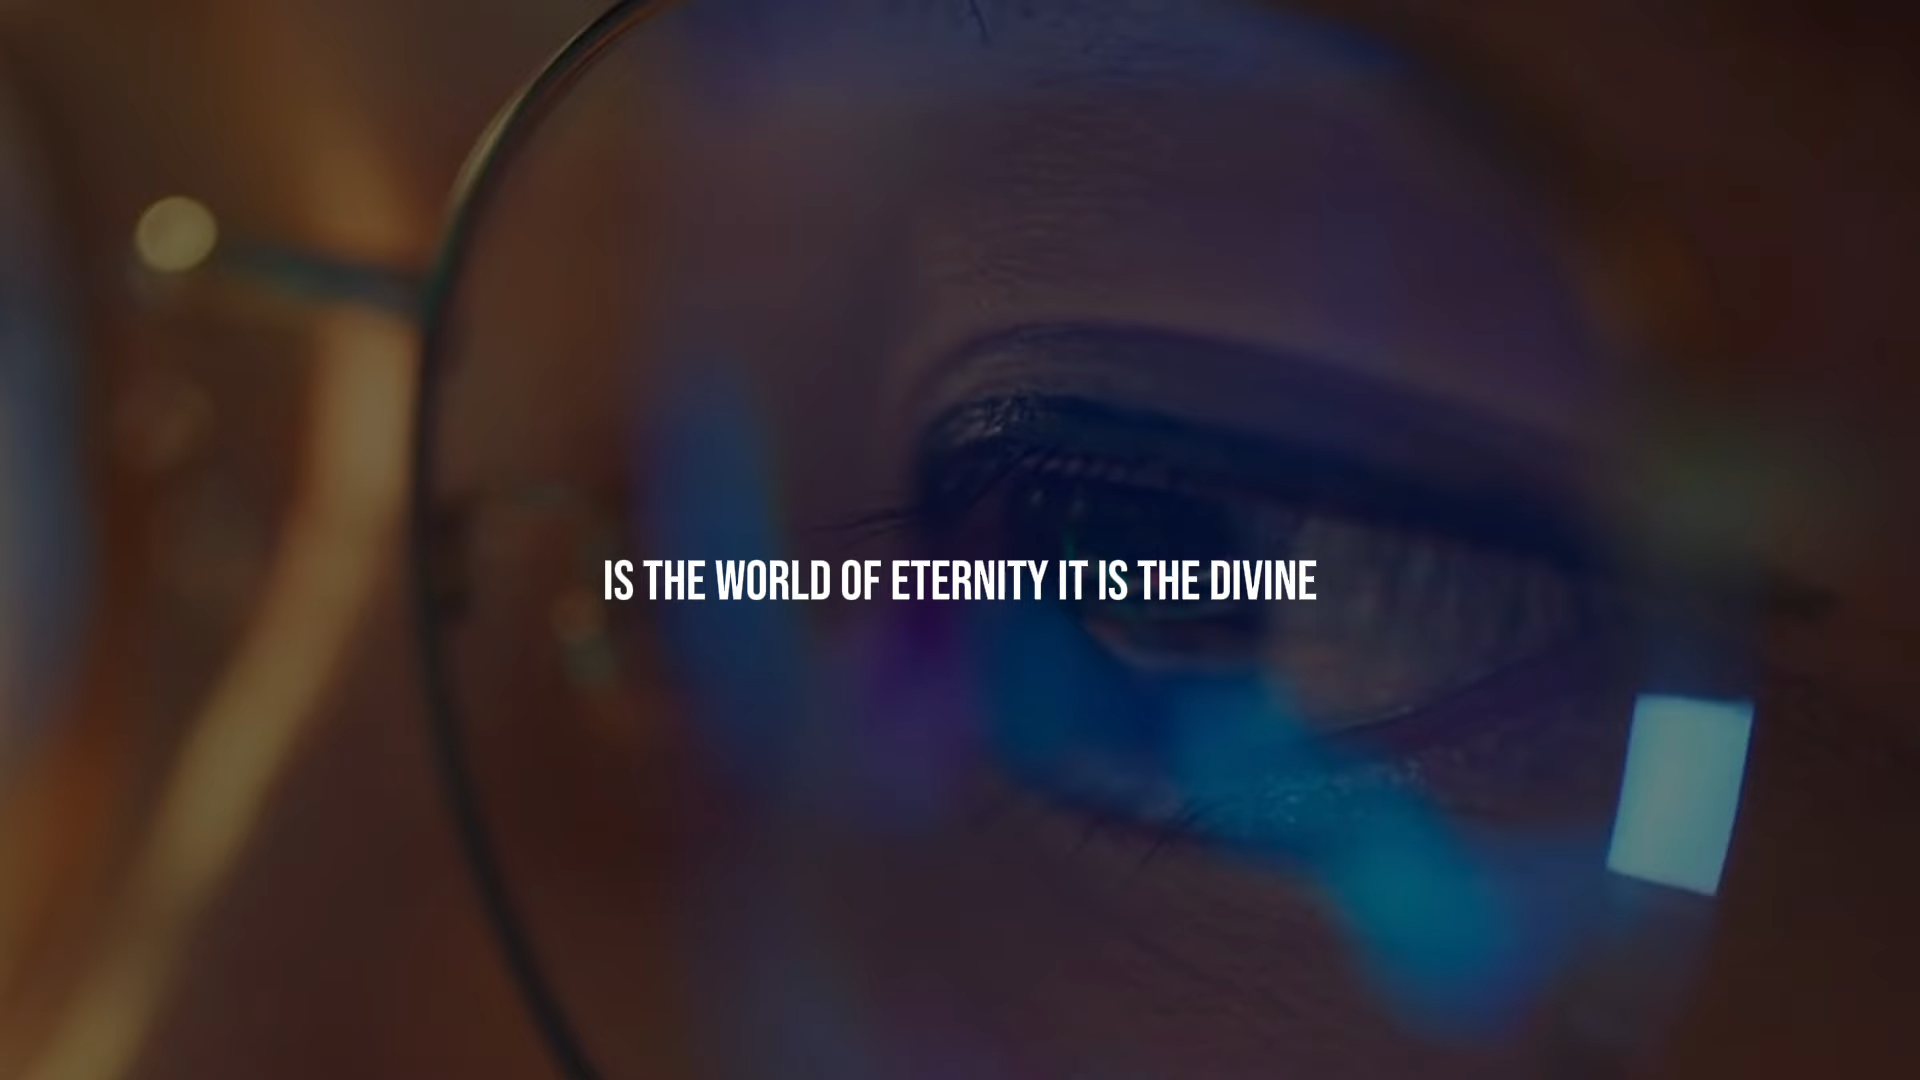 IS THE WORLD OF ETERNITY IT IS THE DIVINE